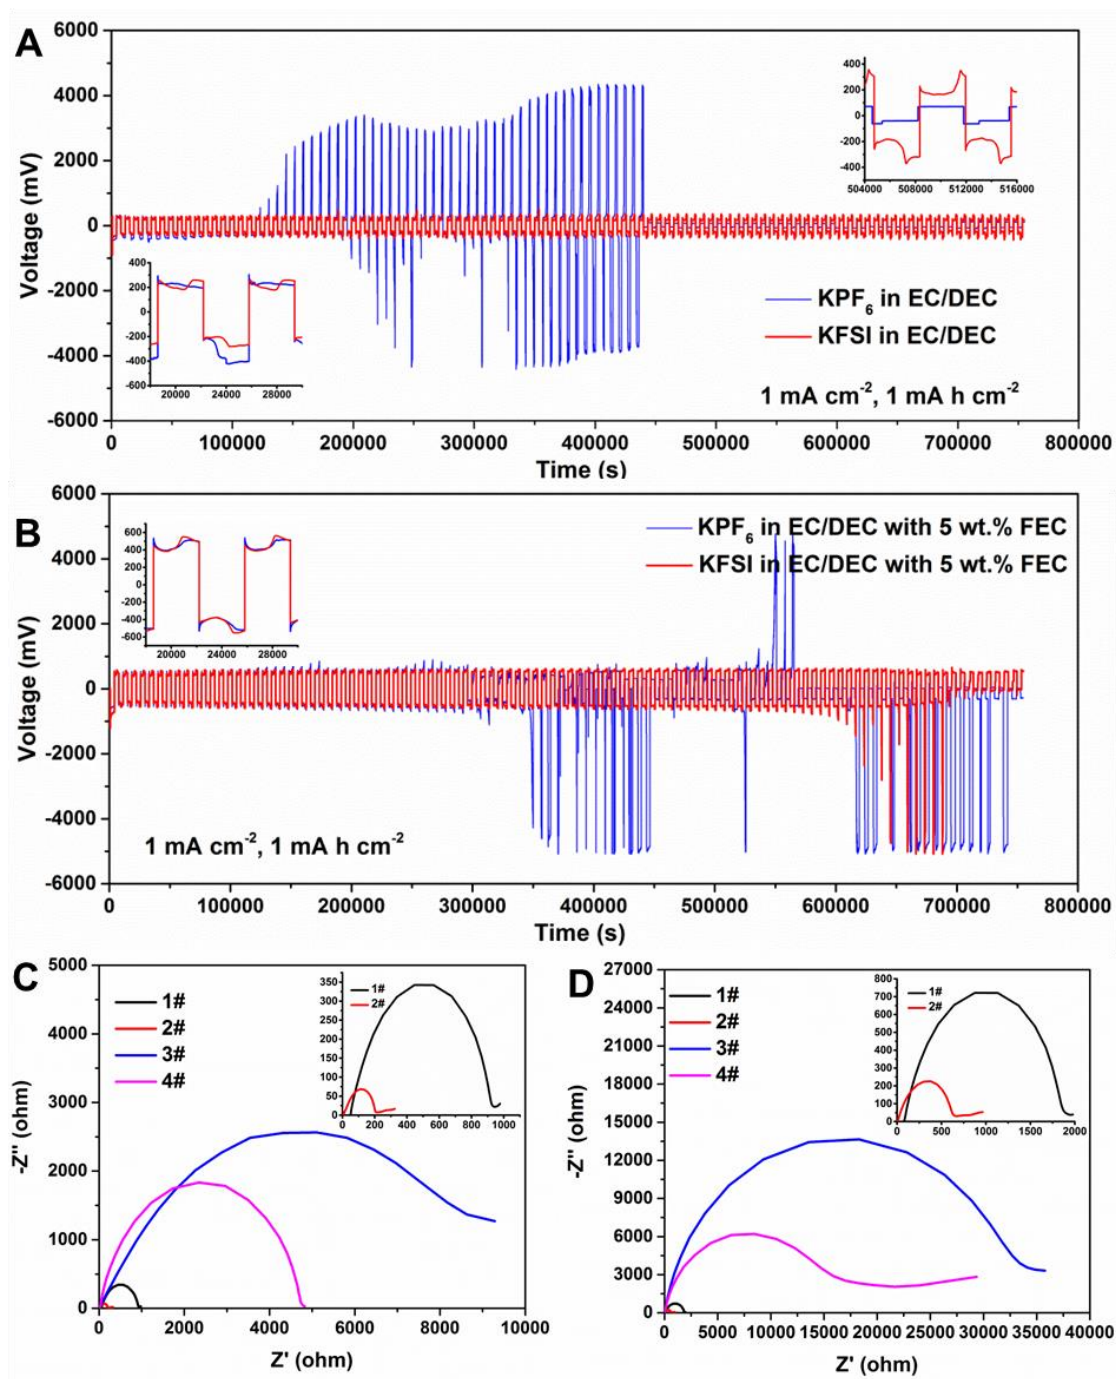 A
6000
4000
2000
0
-2000
-4000
-6000
Voltage (mV)
400
200
0
-200
-400
504000 508000 512000 516000
400
200
0
-200
-400
-600
20000 24000 28000
KPF6 in EC/DEC
KFSI in EC/DEC
1 mA cm-2, 1 mA h cm-2
0 100000 200000 300000 400000 500000 600000 700000 800000
Time (s)
B
6000
4000
2000
0
-2000
-4000
-6000
Voltage (mV)
600
400
200
0
-200
-400
-600
20000 24000 28000
KPF6 in EC/DEC with 5 wt.% FEC
KFSI in EC/DEC with 5 wt.% FEC
1 mA cm-2, 1 mA h cm-2
0 100000 200000 300000 400000 500000 600000 700000 800000
Time (s)
C
5000
4000
3000
2000
1000
0
-Z'' (ohm)
1#
2#
3#
4#
350
300
250
200
150
100
50
0
1#
2#
0 200 400 600 800 1000
0 2000 4000 6000 8000 10000
Z' (ohm)
D
27000
24000
21000
18000
15000
12000
9000
6000
3000
0
-Z'' (ohm)
1#
2#
3#
4#
800
700
600
500
400
300
200
100
0
1#
2#
0 500 1000 1500 2000
0 5000 10000 15000 20000 25000 30000 35000 40000
Z' (ohm)